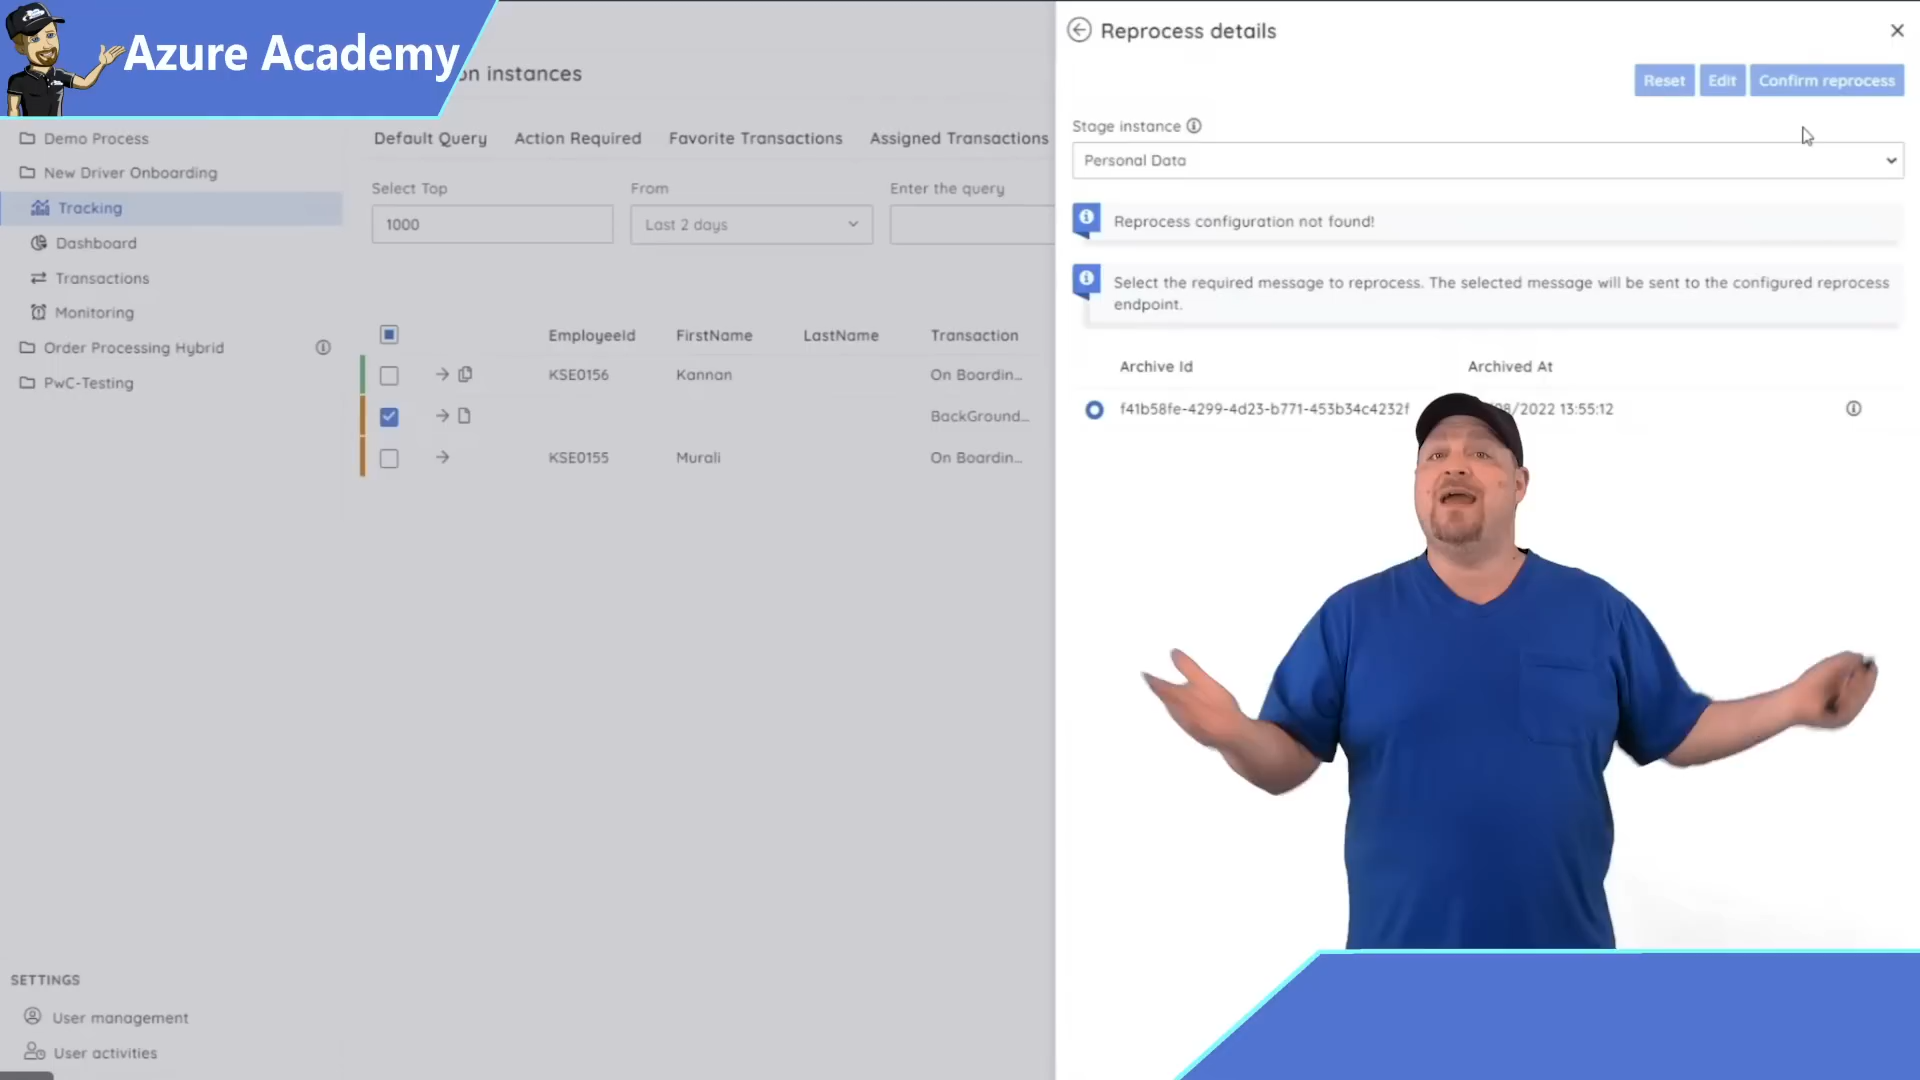 Azure Academy
on instances
Demo Process
New Driver Onboarding
Tracking
Dashboard
Transactions
Monitoring
Order Processing Hybrid
PwC-Testing
SETTINGS
User management
User activities
Default Query Action Required Favorite Transactions Assigned Transactions
Select Top From Enter the query
1000 Last 2 days
EmployeeId FirstName LastName Transaction
KSE0156 Kannan On Boardin...
BackGround...
KSE0155 Murali On Boardin...
Reprocess details
Reset Edit Confirm reprocess
Stage instance
Personal Data
Reprocess configuration not found!
Select the required message to reprocess. The selected message will be sent to the configured reprocess
endpoint.
Archive Id Archived At
f41b58fe-4299-4d23-b771-453b34c4232f /2022 13:55:12